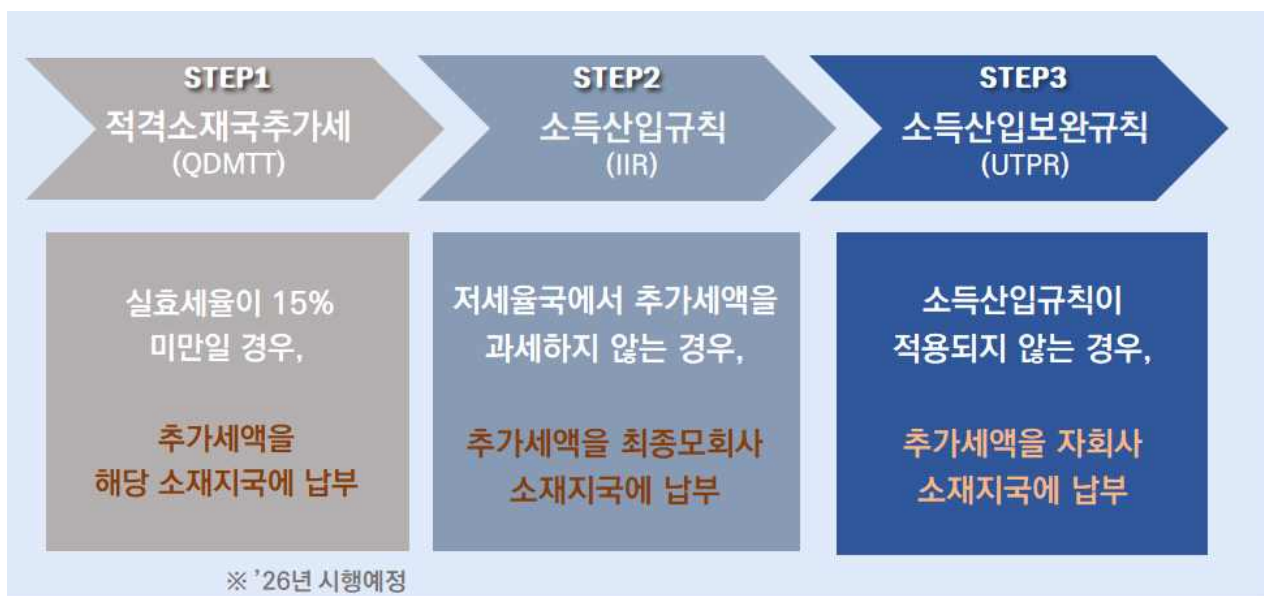 STEP1
적격소재국추가세
(QDMTT)
STEP2
소득산입규칙
(IIR)
STEP3
소득산입보완규칙
(UTPR)
실효세율이 15%
미만일 경우,
추가세액을
해당 소재지국에 납부
저세율국에서 추가세액을
과세하지 않는 경우,
추가세액을 최종모회사
소재지국에 납부
소득산입규칙이
적용되지 않는 경우,
추가세액을 자회사
소재지국에 납부
※ ’26년 시행예정